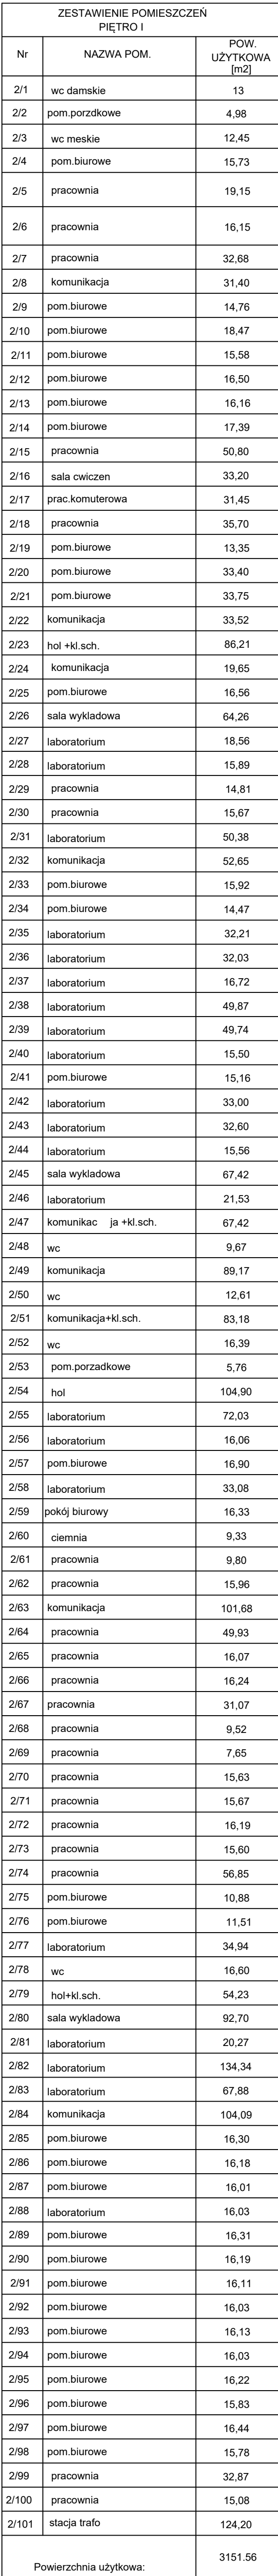 ZESTAWIENIE POMIESZCZEŃ
PIĘTRO I
Nr NAZWA POM. POW. UŻYTKOWA [m2]
2/1 wc damskie 13
2/2 pom.porzdkowe 4,98
2/3 wc meskie 12,45
2/4 pom.biurowe 15,73
2/5 pracownia 19,15
2/6 pracownia 16,15
2/7 pracownia 32,68
2/8 komunikacja 31,40
2/9 pom.biurowe 14,76
2/10 pom.biurowe 18,47
2/11 pom.biurowe 15,58
2/12 pom.biurowe 16,50
2/13 pom.biurowe 16,16
2/14 pom.biurowe 17,39
2/15 pracownia 50,80
2/16 sala cwiczen 33,20
2/17 prac.komuterowa 31,45
2/18 pracownia 35,70
2/19 pom.biurowe 13,35
2/20 pom.biurowe 33,40
2/21 pom.biurowe 33,75
2/22 komunikacja 33,52
2/23 hol +kl.sch. 86,21
2/24 komunikacja 19,65
2/25 pom.biurowe 16,56
2/26 sala wykladowa 64,26
2/27 laboratorium 18,56
2/28 laboratorium 15,89
2/29 pracownia 14,81
2/30 pracownia 15,67
2/31 laboratorium 50,38
2/32 komunikacja 52,65
2/33 pom.biurowe 15,92
2/34 pom.biurowe 14,47
2/35 laboratorium 32,21
2/36 laboratorium 32,03
2/37 laboratorium 16,72
2/38 laboratorium 49,87
2/39 laboratorium 49,74
2/40 laboratorium 15,50
2/41 pom.biurowe 15,16
2/42 laboratorium 33,00
2/43 laboratorium 32,60
2/44 laboratorium 15,56
2/45 sala wykladowa 67,42
2/46 laboratorium 21,53
2/47 komunikac ja +kl.sch. 67,42
2/48 wc 9,67
2/49 komunikacja 89,17
2/50 wc 12,61
2/51 komunikacja+kl.sch. 83,18
2/52 wc 16,39
2/53 pom.porzadkowe 5,76
2/54 hol 104,90
2/55 laboratorium 72,03
2/56 laboratorium 16,06
2/57 pom.biurowe 16,90
2/58 laboratorium 33,08
2/59 pokój biurowy 16,33
2/60 ciemnia 9,33
2/61 pracownia 9,80
2/62 pracownia 15,96
2/63 komunikacja 101,68
2/64 pracownia 49,93
2/65 pracownia 16,07
2/66 pracownia 16,24
2/67 pracownia 31,07
2/68 pracownia 9,52
2/69 pracownia 7,65
2/70 pracownia 15,63
2/71 pracownia 15,67
2/72 pracownia 16,19
2/73 pracownia 15,60
2/74 pracownia 56,85
2/75 pom.biurowe 10,88
2/76 pom.biurowe 11,51
2/77 laboratorium 34,94
2/78 wc 16,60
2/79 hol+kl.sch. 54,23
2/80 sala wykladowa 92,70
2/81 laboratorium 20,27
2/82 laboratorium 134,34
2/83 laboratorium 67,88
2/84 komunikacja 104,09
2/85 pom.biurowe 16,30
2/86 pom.biurowe 16,18
2/87 pom.biurowe 16,01
2/88 laboratorium 16,03
2/89 pom.biurowe 16,31
2/90 pom.biurowe 16,19
2/91 pom.biurowe 16,11
2/92 pom.biurowe 16,03
2/93 pom.biurowe 16,13
2/94 pom.biurowe 16,03
2/95 pom.biurowe 16,22
2/96 pom.biurowe 15,83
2/97 pom.biurowe 16,44
2/98 pom.biurowe 15,78
2/99 pracownia 32,87
2/100 pracownia 15,08
2/101 stacja trafo 124,20
Powierzchnia użytkowa: 3151.56